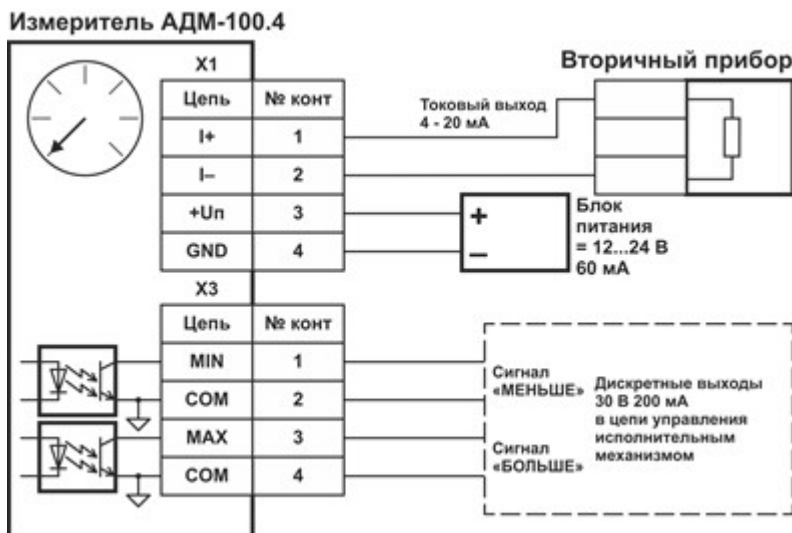 Измеритель АДМ-100.4
X1
Цепь № конт
I+ 1
I– 2
+Uп 3
GND 4
Токовый выход
4 - 20 мА
Вторичный прибор
+
–
Блок
питания
= 12...24 В
60 мА
X3
Цепь № конт
MIN 1
COM 2
MAX 3
COM 4
Сигнал
«МЕНЬШЕ»
Сигнал
«БОЛЬШЕ»
Дискретные выходы
30 В 200 мА
в цепи управления
исполнительным
механизмом